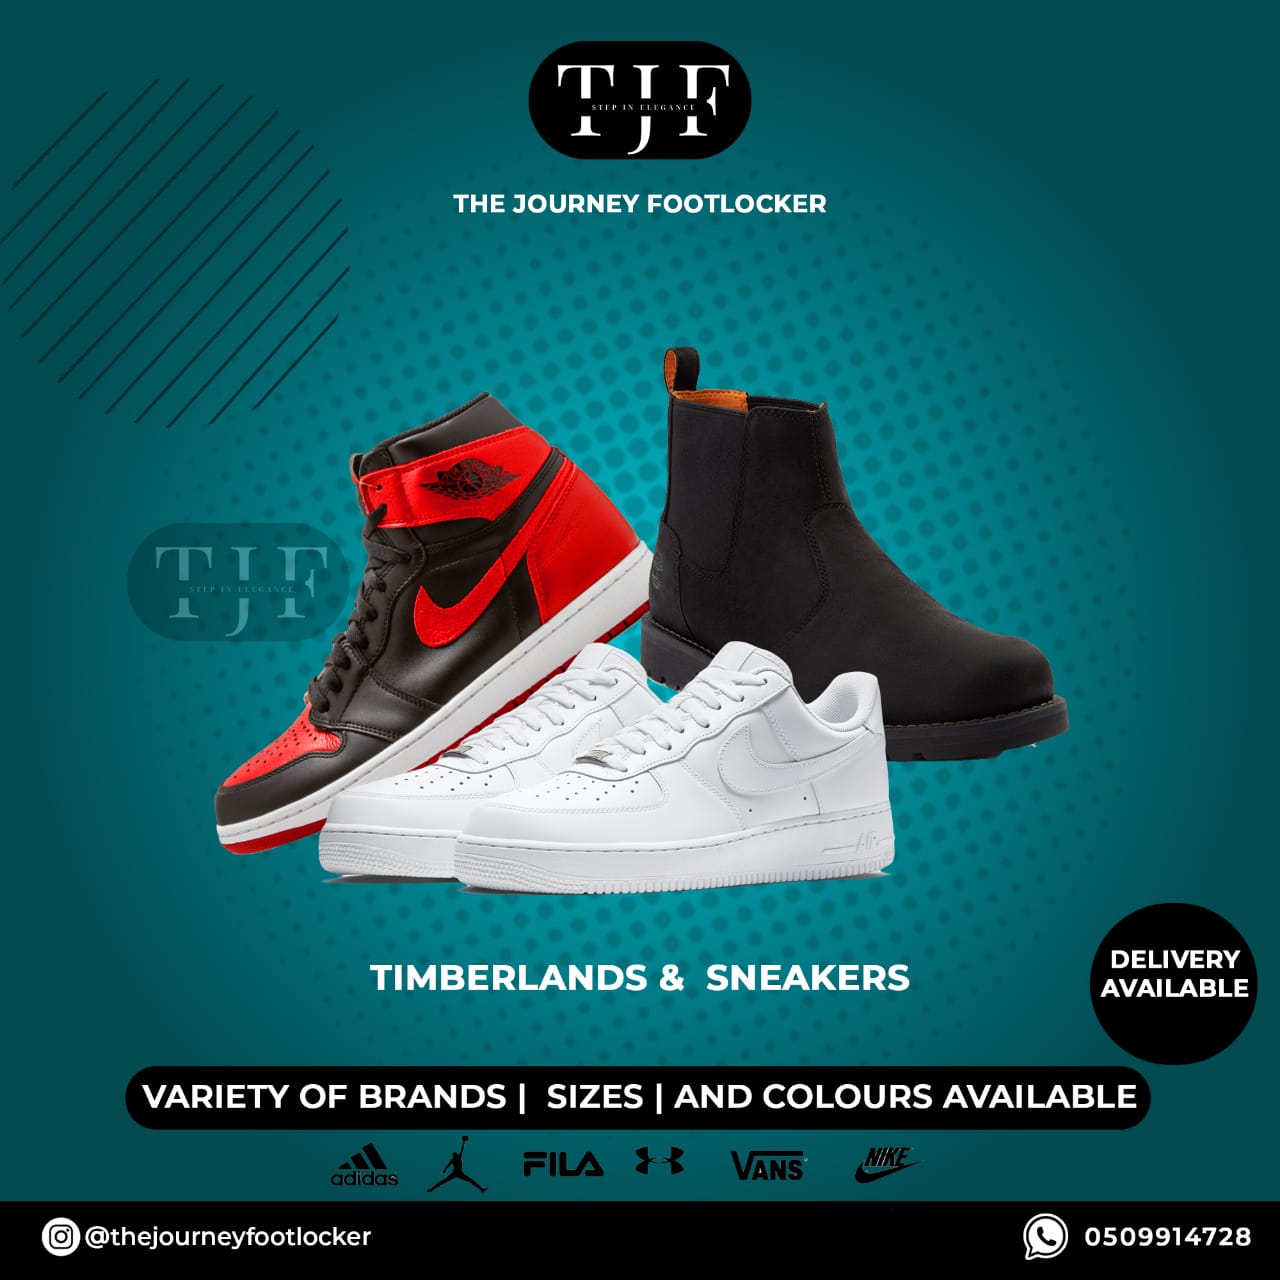 TJF
STEP IN ELEGANCE
THE JOURNEY FOOTLOCKER
TJF
STEP IN ELEGANCE
AIR
TIMBERLANDS & SNEAKERS
DELIVERY
AVAILABLE
VARIETY OF BRANDS | SIZES | AND COLOURS AVAILABLE
adidas
FILA
VANS
NIKE
@thejourneyfootlocker
0509914728